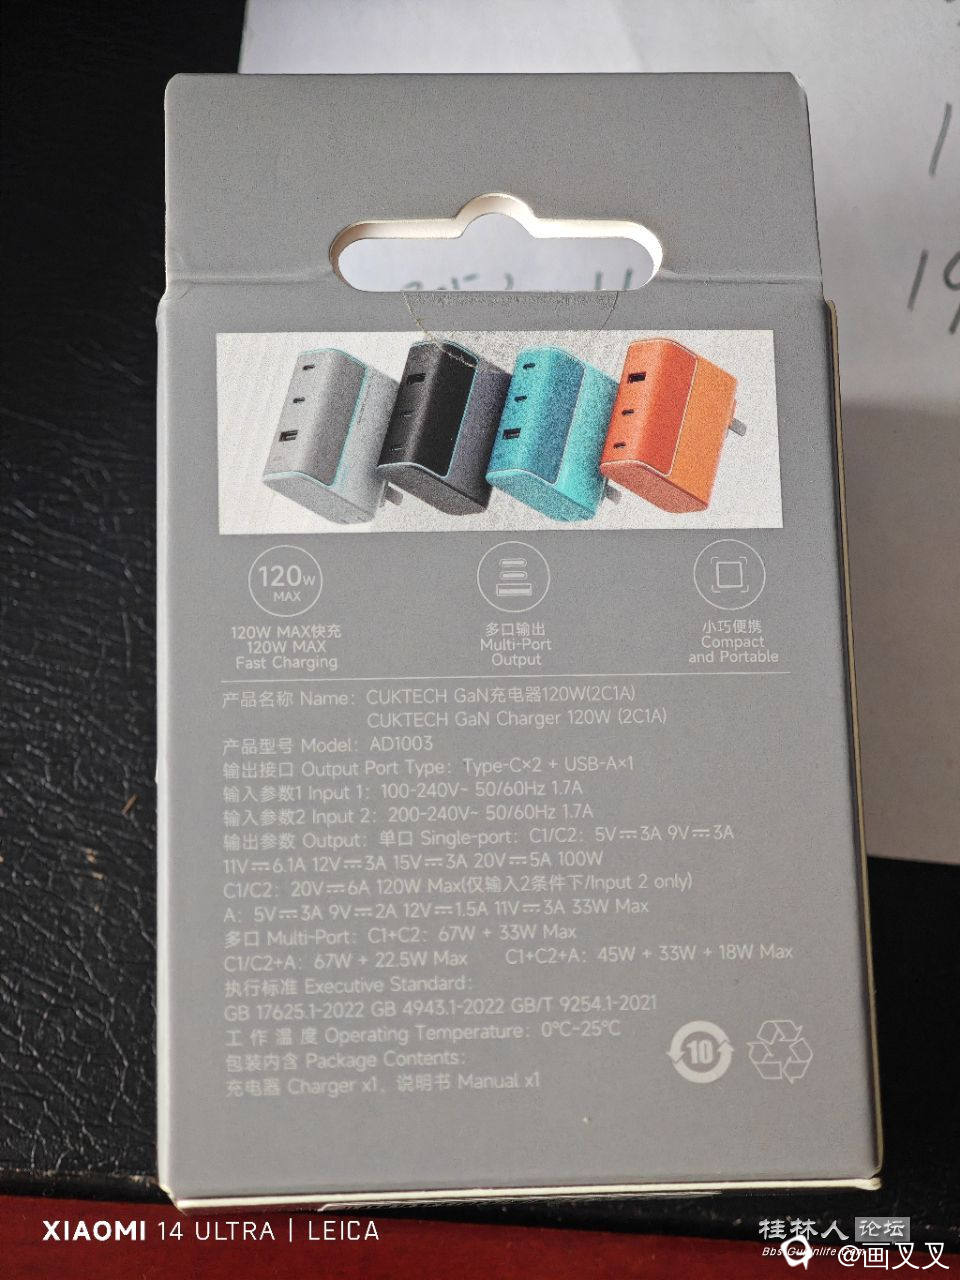 120W
MAX
120W MAX快充
120W MAX
Fast Charging
多口输出
Multi-Port
Output
小巧便携
Compact
and Portable
产品名称 Name: CUKTECH GaN充电器120W(2C1A)
CUKTECH GaN Charger 120W (2C1A)
产品型号 Model: AD1003
输出接口 Output Port Type: Type-C×2 + USB-A×1
输入参数1 Input 1: 100-240V~ 50/60Hz 1.7A
输入参数2 Input 2: 200-240V~ 50/60Hz 1.7A
输出参数 Output: 单口 Single-port: C1/C2: 5V⎓3A 9V⎓3A
11V⎓6.1A 12V⎓3A 15V⎓3A 20V⎓5A 100W
C1/C2: 20V⎓6A 120W Max(仅输入2条件下/Input 2 only)
A: 5V⎓3A 9V⎓2A 12V⎓1.5A 11V⎓3A 33W Max
多口 Multi-Port: C1+C2: 67W + 33W Max
C1/C2+A: 67W + 22.5W Max C1+C2+A: 45W + 33W + 18W Max
执行标准 Executive Standard:
GB 17625.1-2022 GB 4943.1-2022 GB/T 9254.1-2021
工 作 温 度 Operating Temperature: 0°C~25°C
包装内含 Package Contents:
充电器 Charger x1、说明书 Manual x1
10
19
XIAOMI 14 ULTRA | LEICA
桂林人论坛
@画叉叉